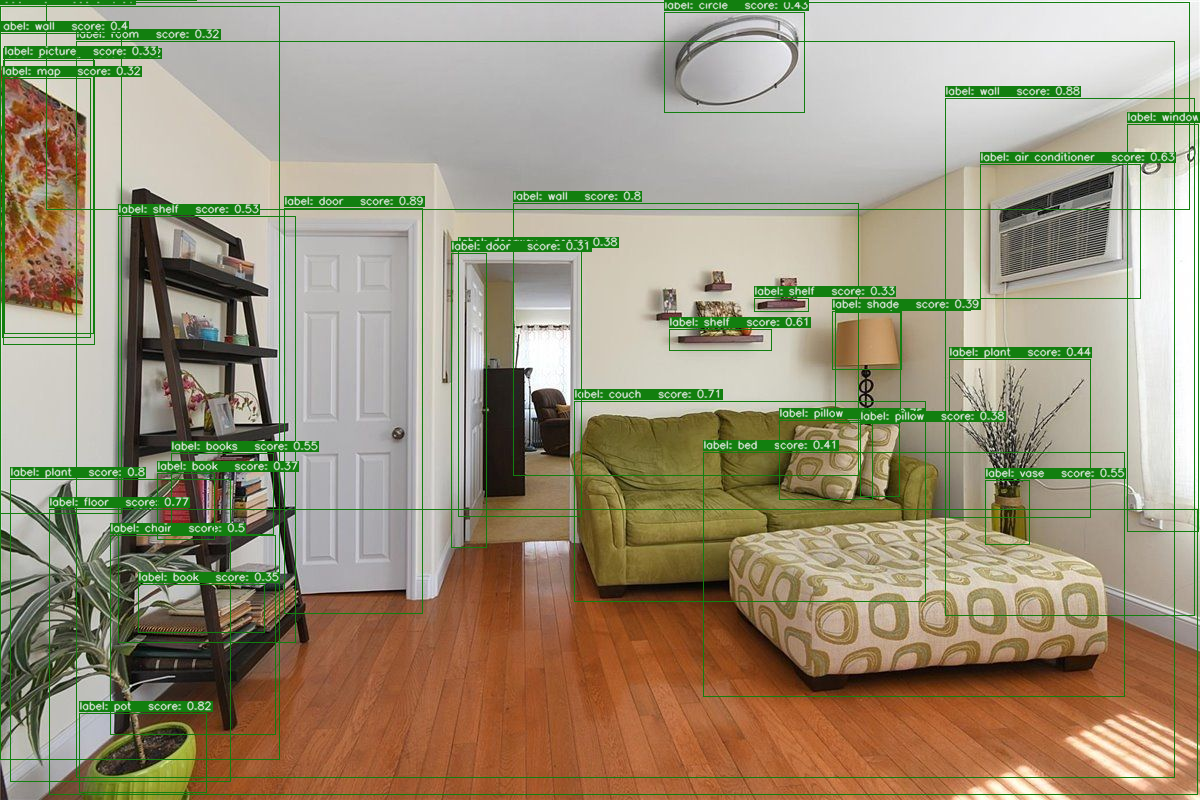 label: circle score: 0.43
abel: wall score: 0.4
label: room score: 0.32
label: picture score: 0.33
label: map score: 0.32
label: wall score: 0.88
label: window
label: air conditioner score: 0.63
label: wall score: 0.8
label: door score: 0.89
label: shelf score: 0.53
0.38
label: door score: 0.31
label: shelf score: 0.33
label: shade score: 0.39
label: shelf score: 0.61
label: plant score: 0.44
label: couch score: 0.71
label: pillow
label: pillow score: 0.38
label: bed score: 0.41
label: books score: 0.55
label: book score: 0.37
label: plant score: 0.8
label: vase score: 0.55
label: floor score: 0.77
label: chair score: 0.5
label: book score: 0.35
label: pot score: 0.82